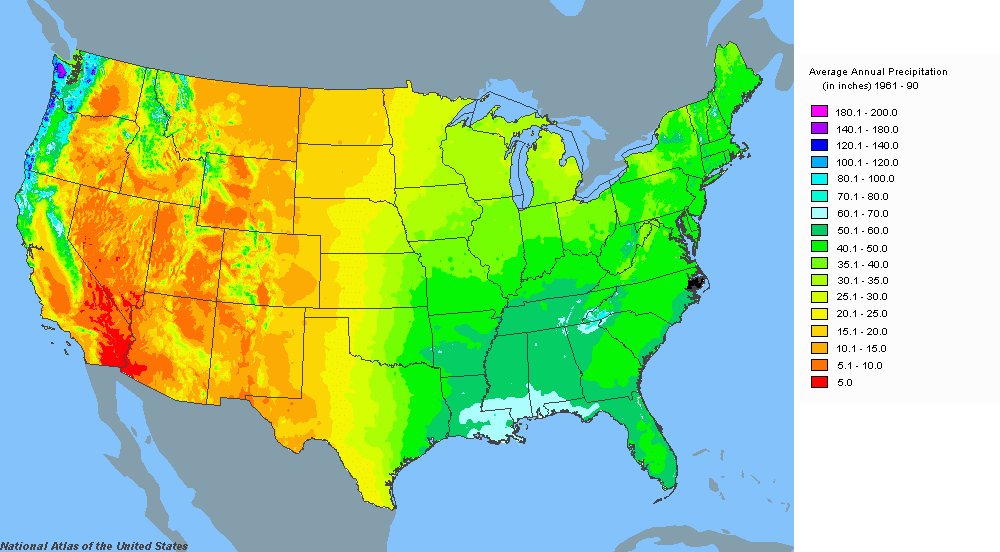 Average Annual Precipitation
(in inches) 1961 - 90
180.1 - 200.0
140.1 - 180.0
120.1 - 140.0
100.1 - 120.0
80.1 - 100.0
70.1 - 80.0
60.1 - 70.0
50.1 - 60.0
40.1 - 50.0
35.1 - 40.0
30.1 - 35.0
25.1 - 30.0
20.1 - 25.0
15.1 - 20.0
10.1 - 15.0
5.1 - 10.0
5.0
National Atlas of the United States